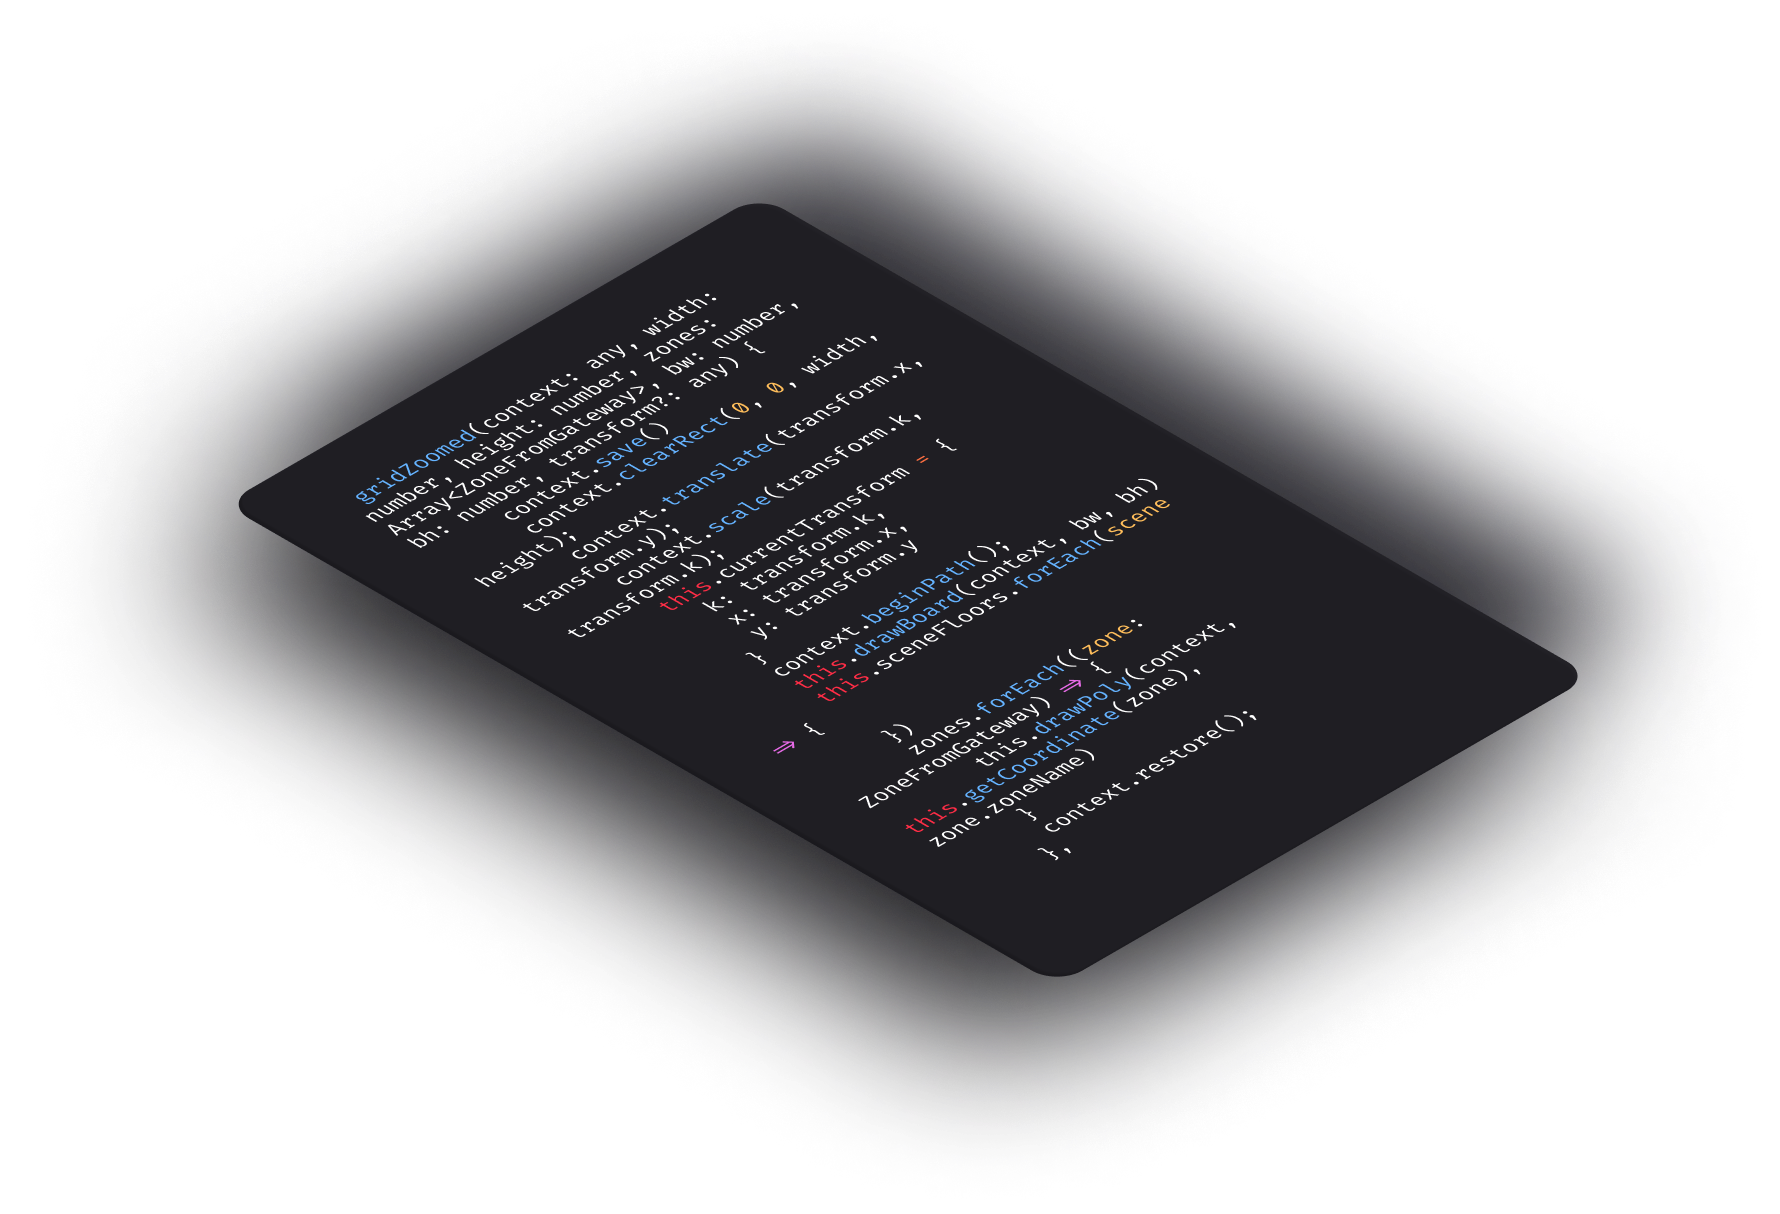 gridZoomed(context: any, width:
number, height: number, zones:
Array<ZoneFromGateway>, bw: number,
bh: number, transform?: any) {
context.save()
context.clearRect(0, 0, width,
height);
context.translate(transform.x,
transform.y);
context.scale(transform.k,
transform.k);
this.currentTransform = {
k: transform.k,
x: transform.x,
y: transform.y
}
context.beginPath();
this.drawBoard(context, bw, bh)
this.sceneFloors.forEach(scene
⇒ {
})
zones.forEach((zone:
ZoneFromGateway) ⇒ {
this.drawPoly(context,
this.getCoordinate(zone),
zone.zoneName)
}
context.restore();
},